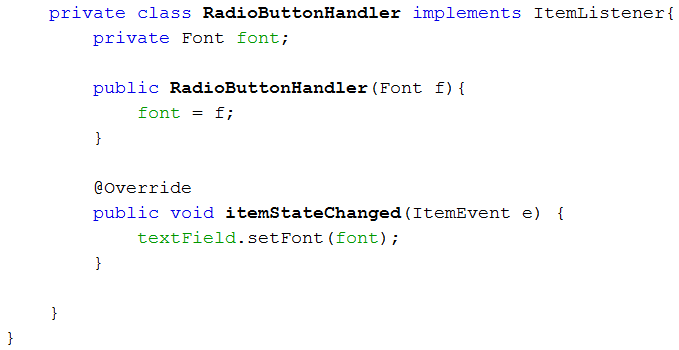 private class RadioButtonHandler implements ItemListener{
        private Font font;

        public RadioButtonHandler(Font f){
            font = f;
        }

        @Override
        public void itemStateChanged(ItemEvent e) {
            textField.setFont(font);
        }

    }
}